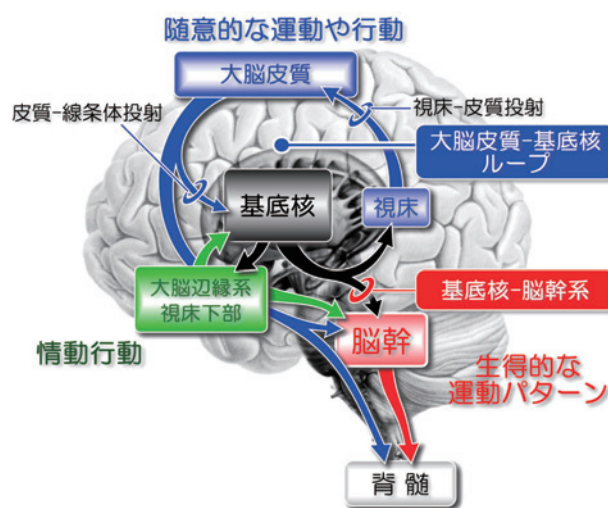 随意的な運動や行動
大脳皮質
皮質-線条体投射
視床-皮質投射
大脳皮質-基底核
ループ
基底核
視床
大脳辺縁系
視床下部
基底核-脳幹系
脳幹
情動行動
生得的な
運動パターン
脊髄